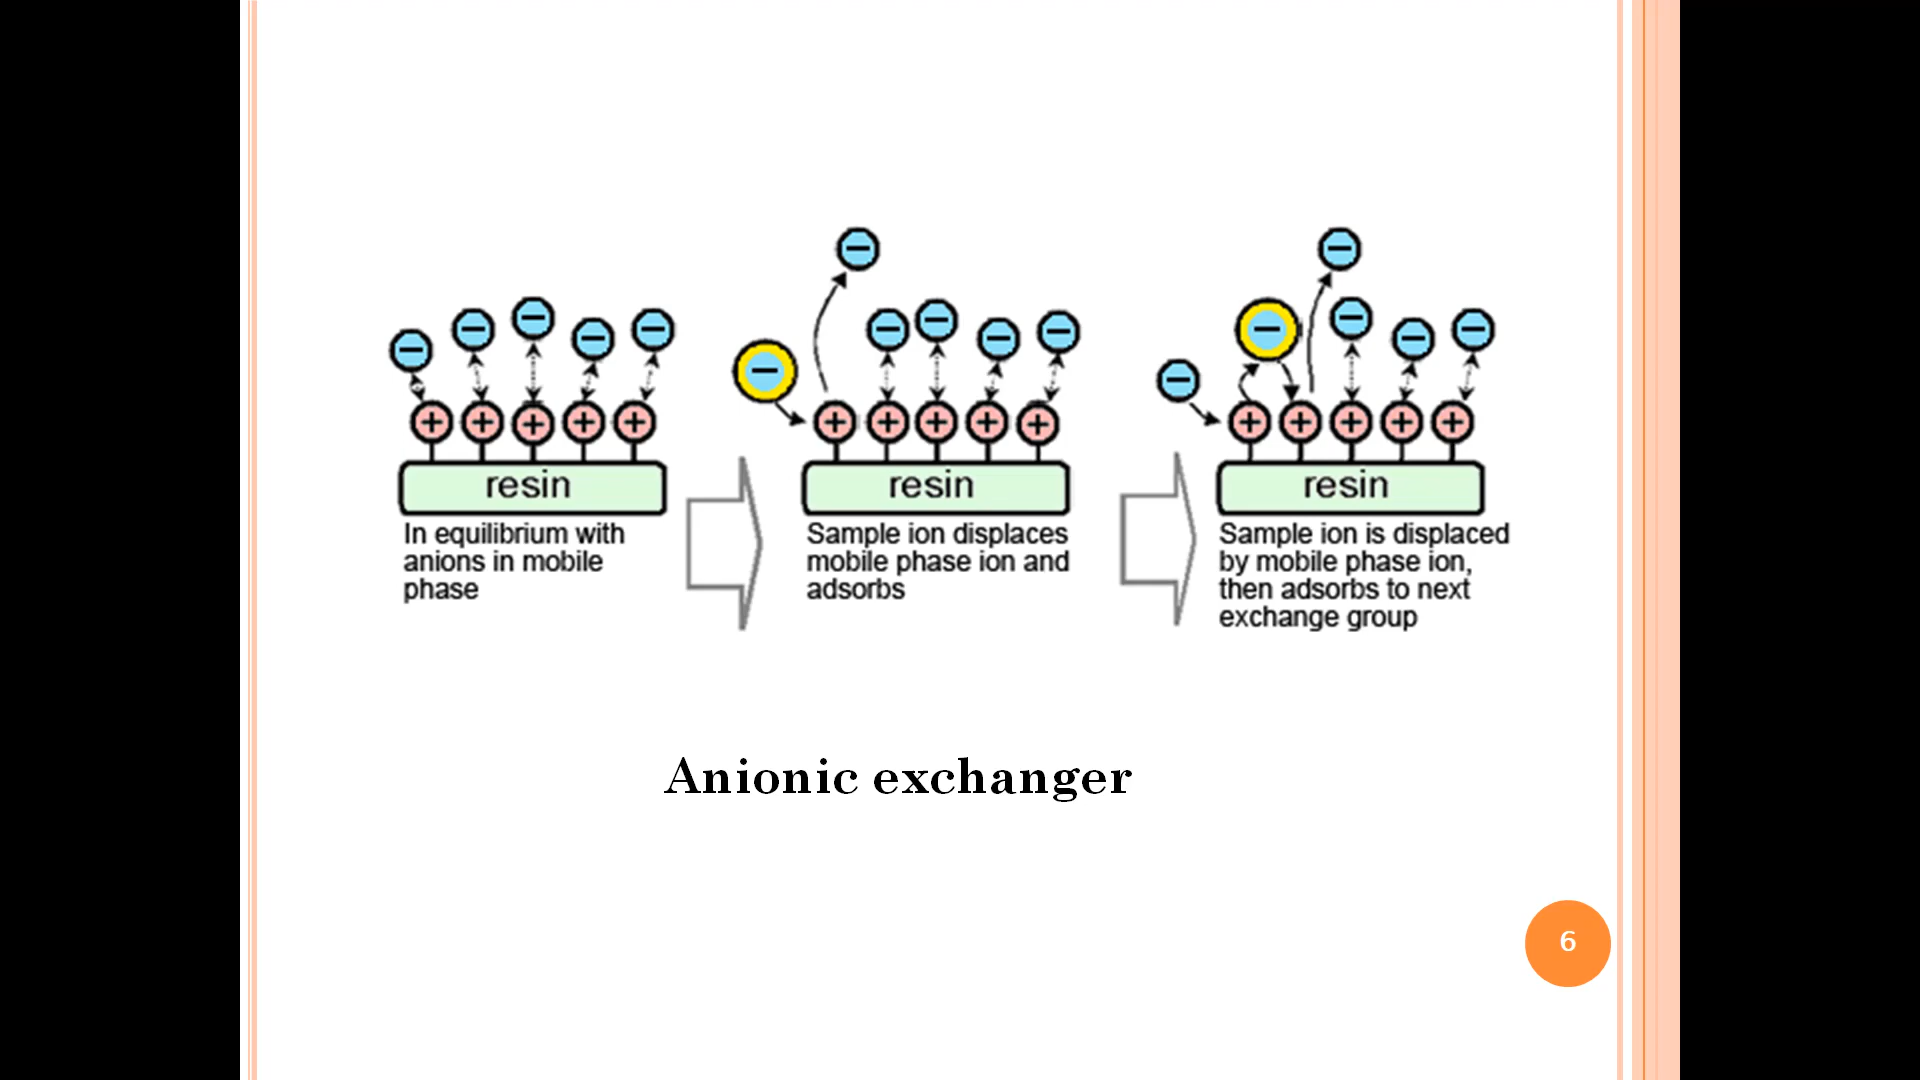 resin
In equilibrium with
anions in mobile
phase
resin
Sample ion displaces
mobile phase ion and
adsorbs
resin
Sample ion is displaced
by mobile phase ion,
then adsorbs to next
exchange group
Anionic exchanger
6